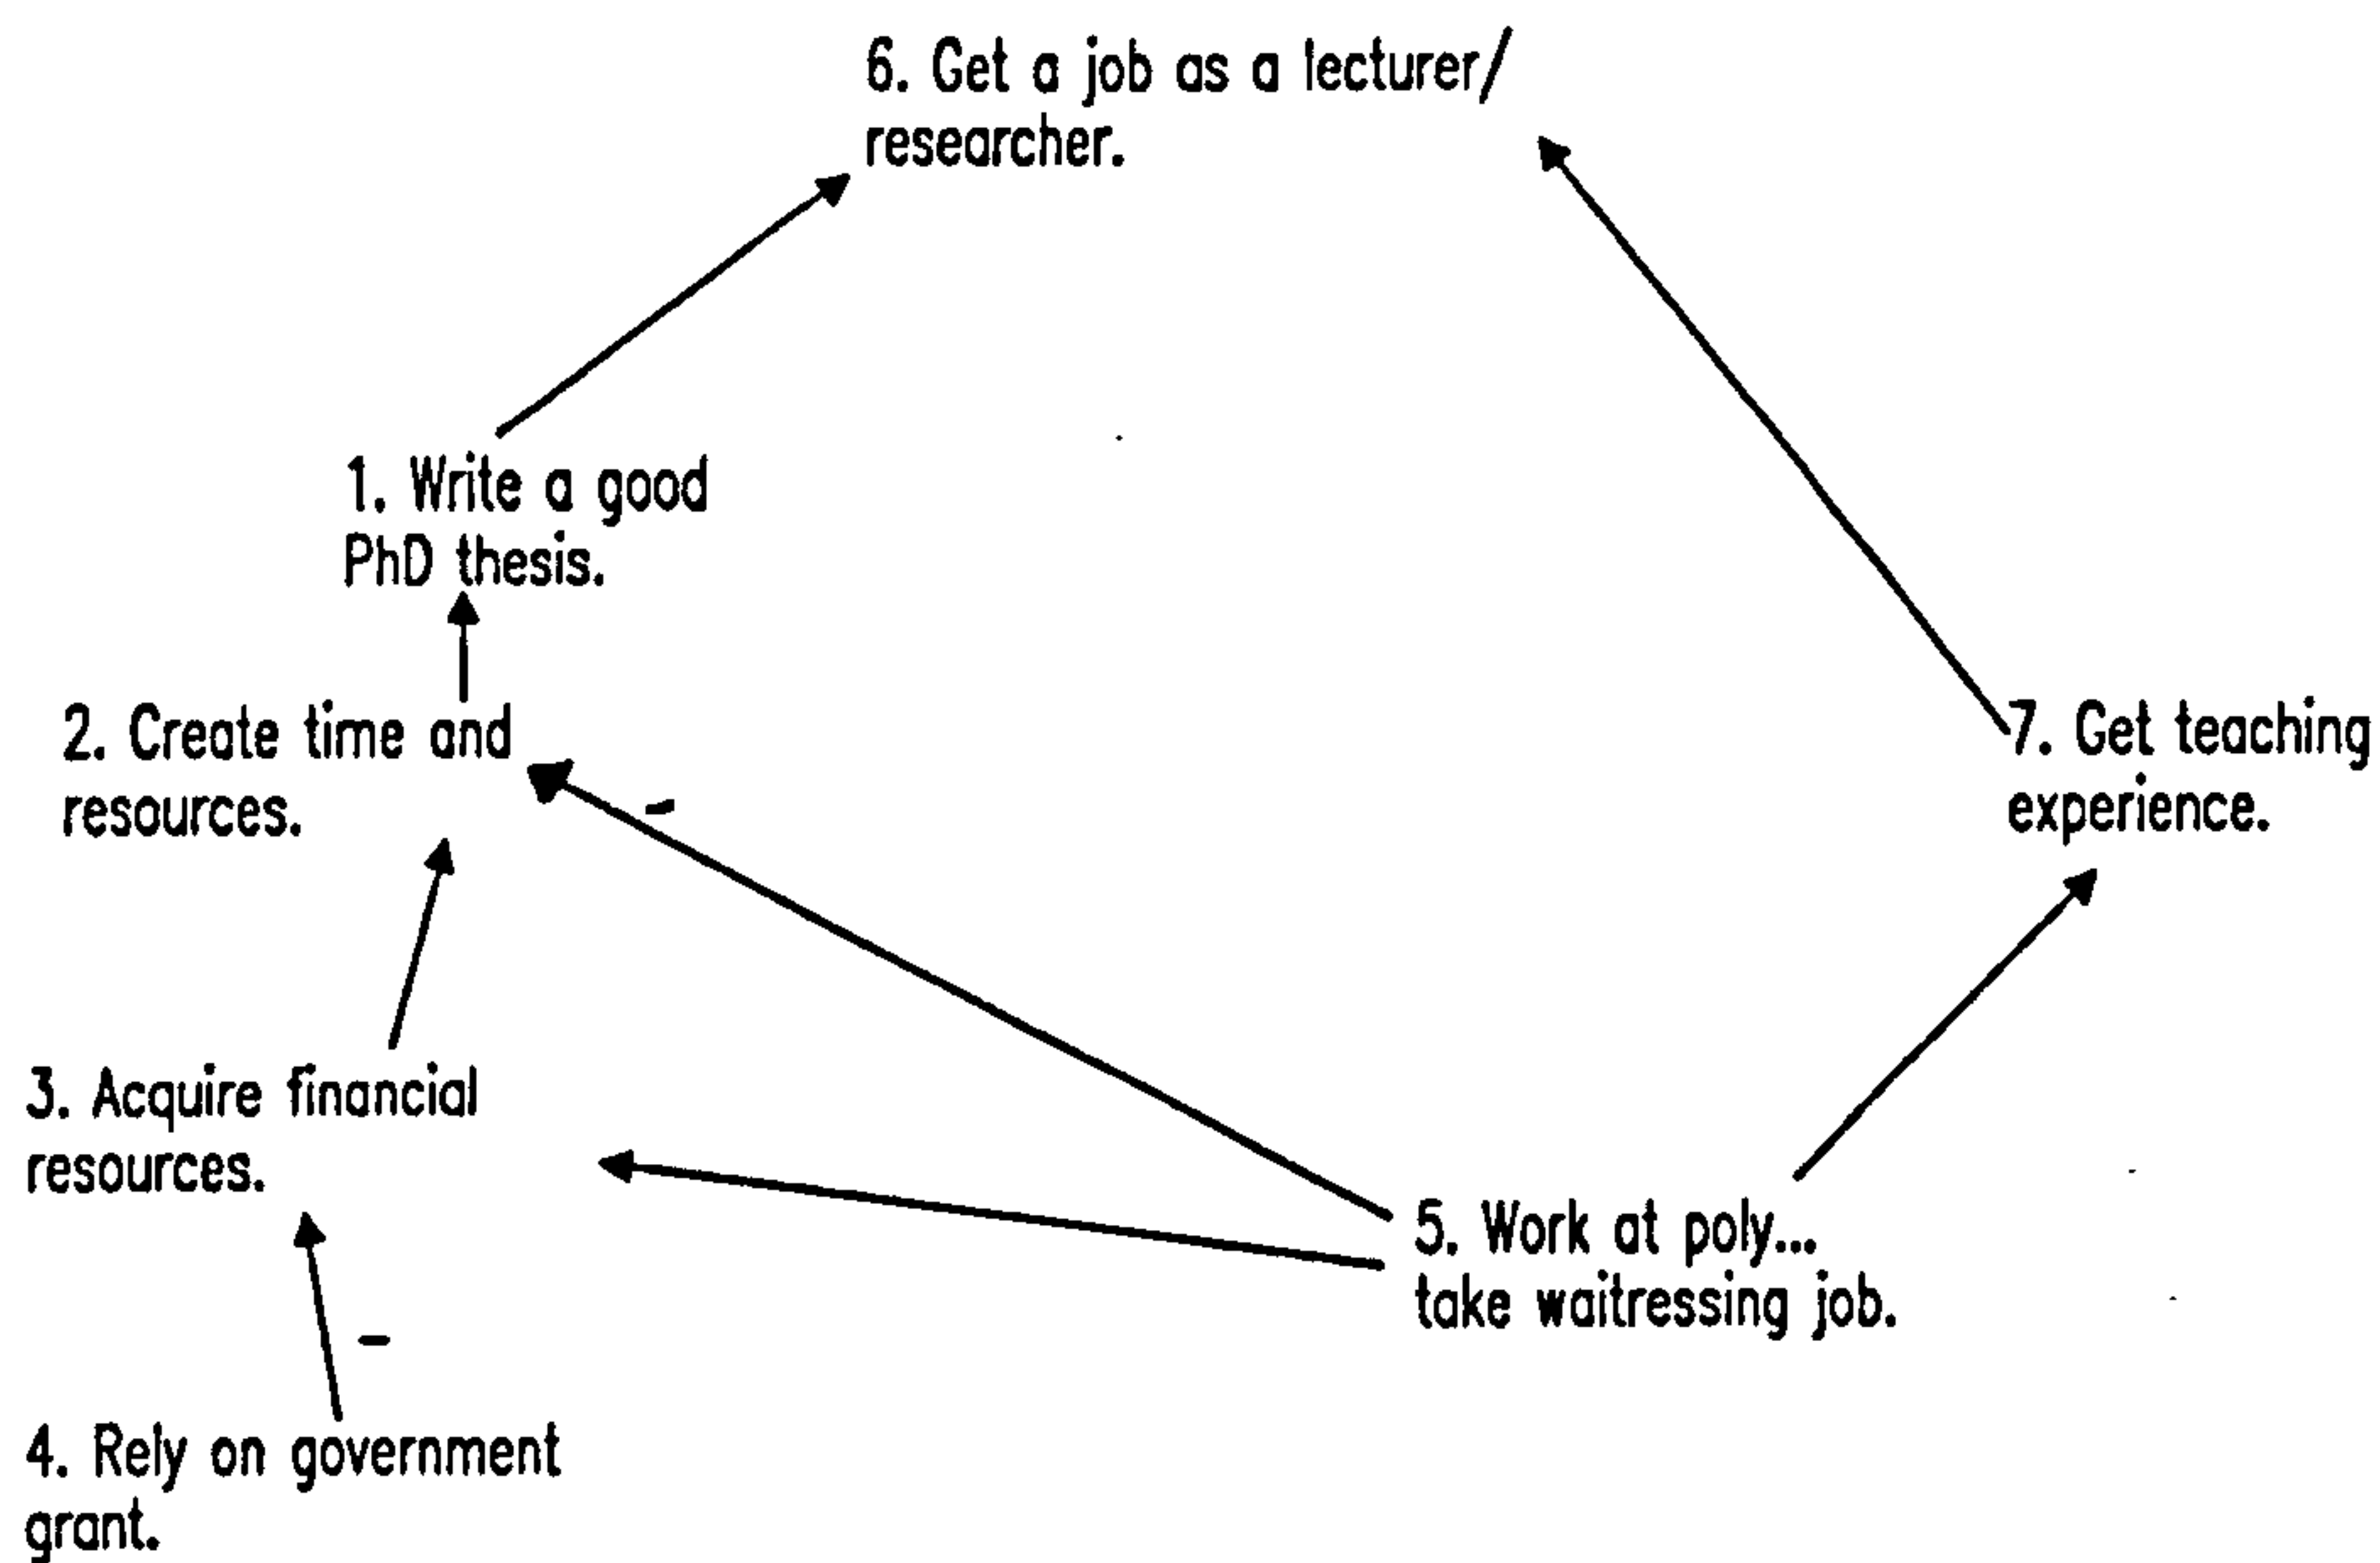 6. Get a job as a lecturer/
researcher.
1. Write a good
PhD thesis.
2. Create time and
resources.
-
7. Get teaching
experience.
3. Acquire financial
resources.
5. Work at poly...
take waitressing job.
-
4. Rely on government
grant.